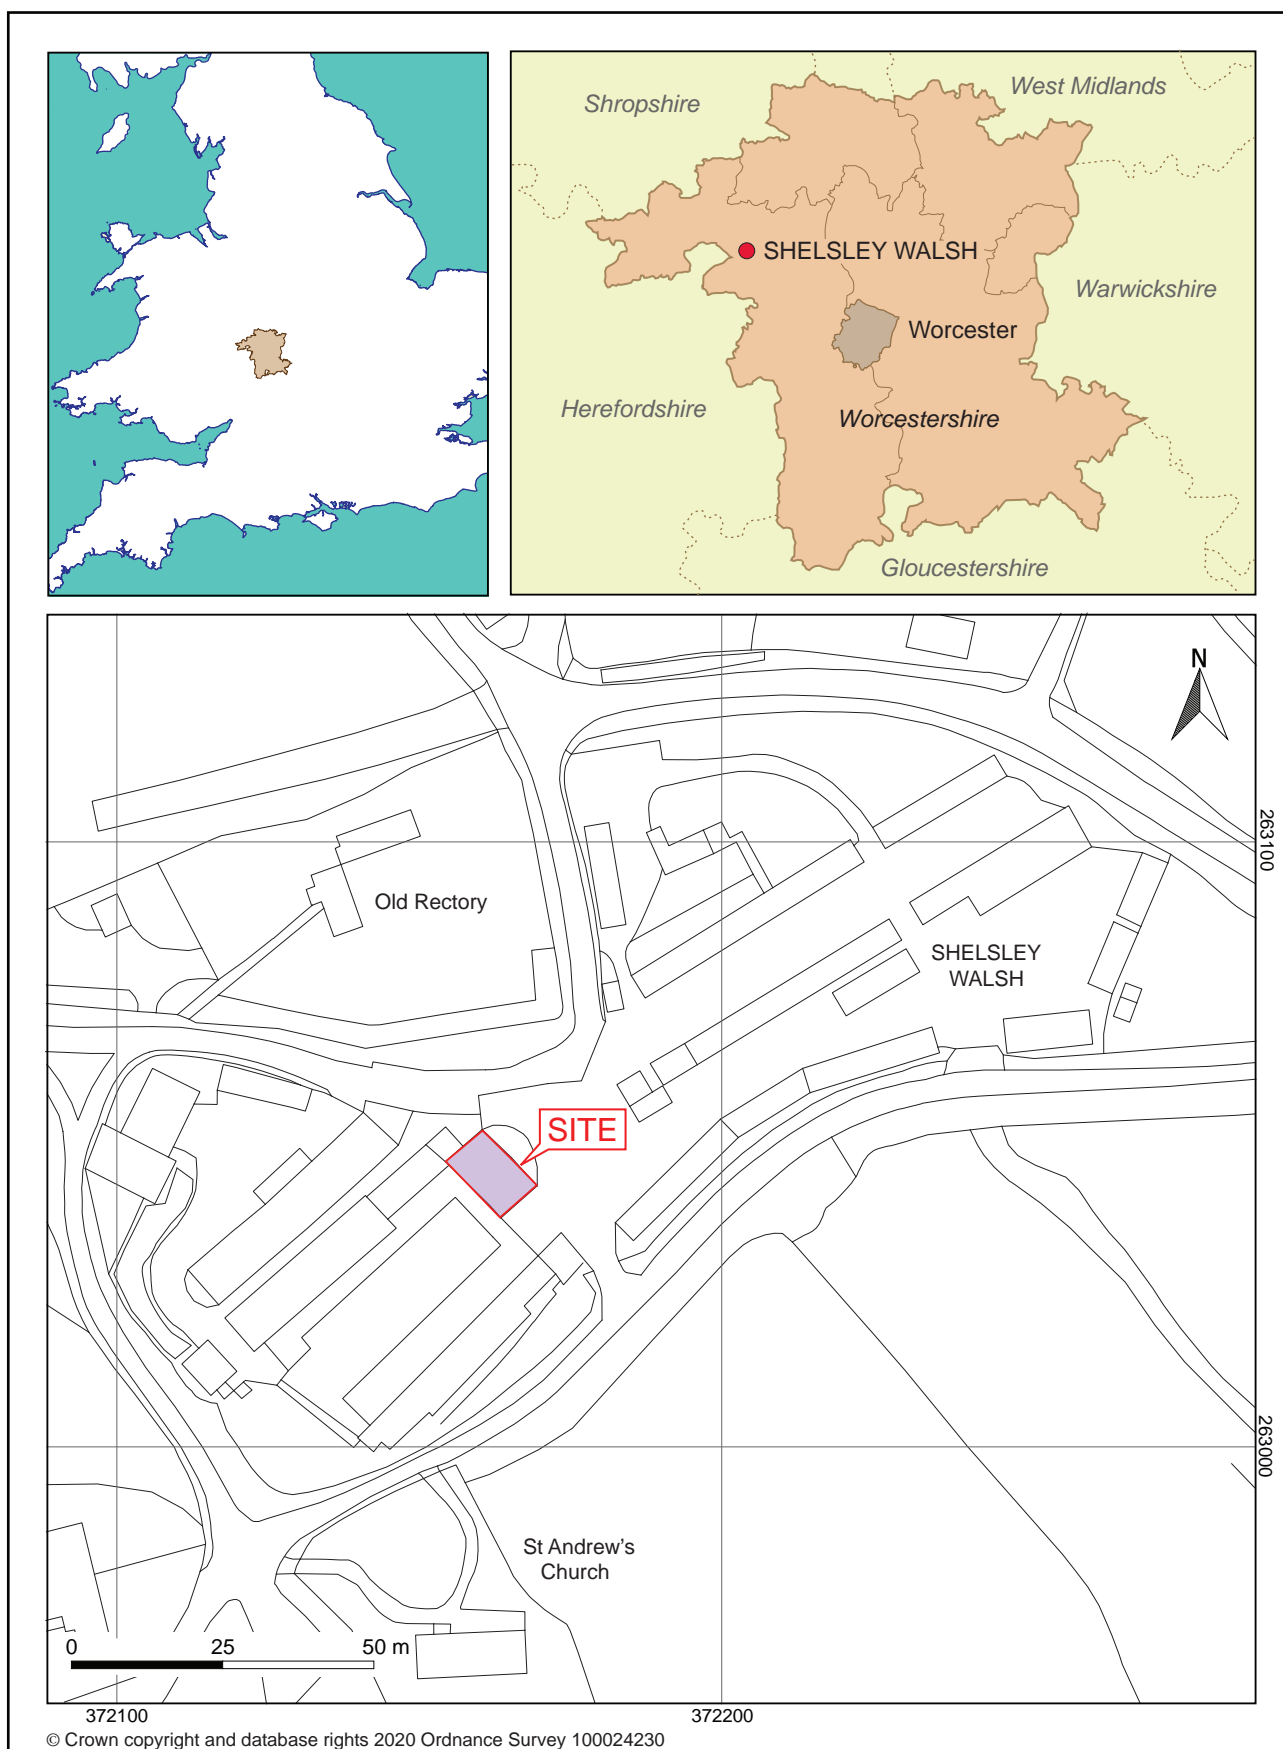 Shropshire
West Midlands
SHELSLEY WALSH
Warwickshire
Worcester
Herefordshire
Worcestershire
Gloucestershire
N
263100
Old Rectory
SHELSLEY
WALSH
SITE
263000
St Andrew's
Church
0 25 50 m
372100 372200
© Crown copyright and database rights 2020 Ordnance Survey 100024230